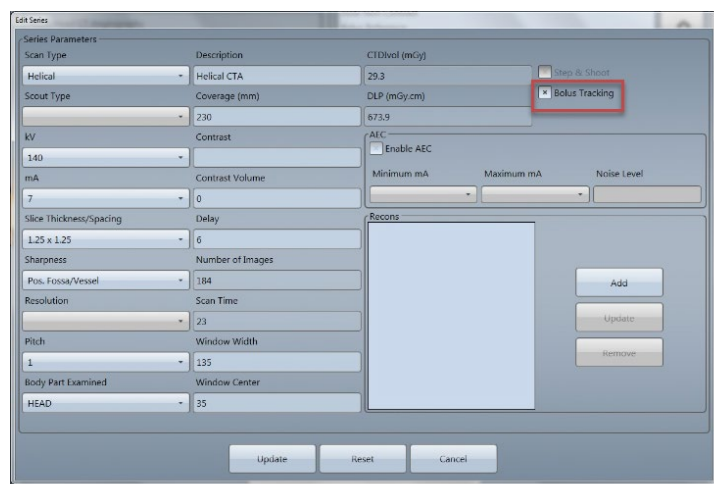 Edit Series
Series Parameters
Scan Type
Helical
Scout Type
kV
140
mA
7
Slice Thickness/Spacing
1.25 x 1.25
Sharpness
Pos. Fossa/Vessel
Resolution
Pitch
1
Body Part Examined
HEAD
Description
Helical CTA
Coverage (mm)
230
Contrast
Contrast Volume
0
Delay
6
Number of Images
184
Scan Time
23
Window Width
135
Window Center
35
CTDIvol (mGy)
29.3
DLP (mGy.cm)
673.9
Step & Shoot
Bolus Tracking
AEC
Enable AEC
Minimum mA
Maximum mA
Noise Level
Recons
Add
Update
Remove
Update
Reset
Cancel